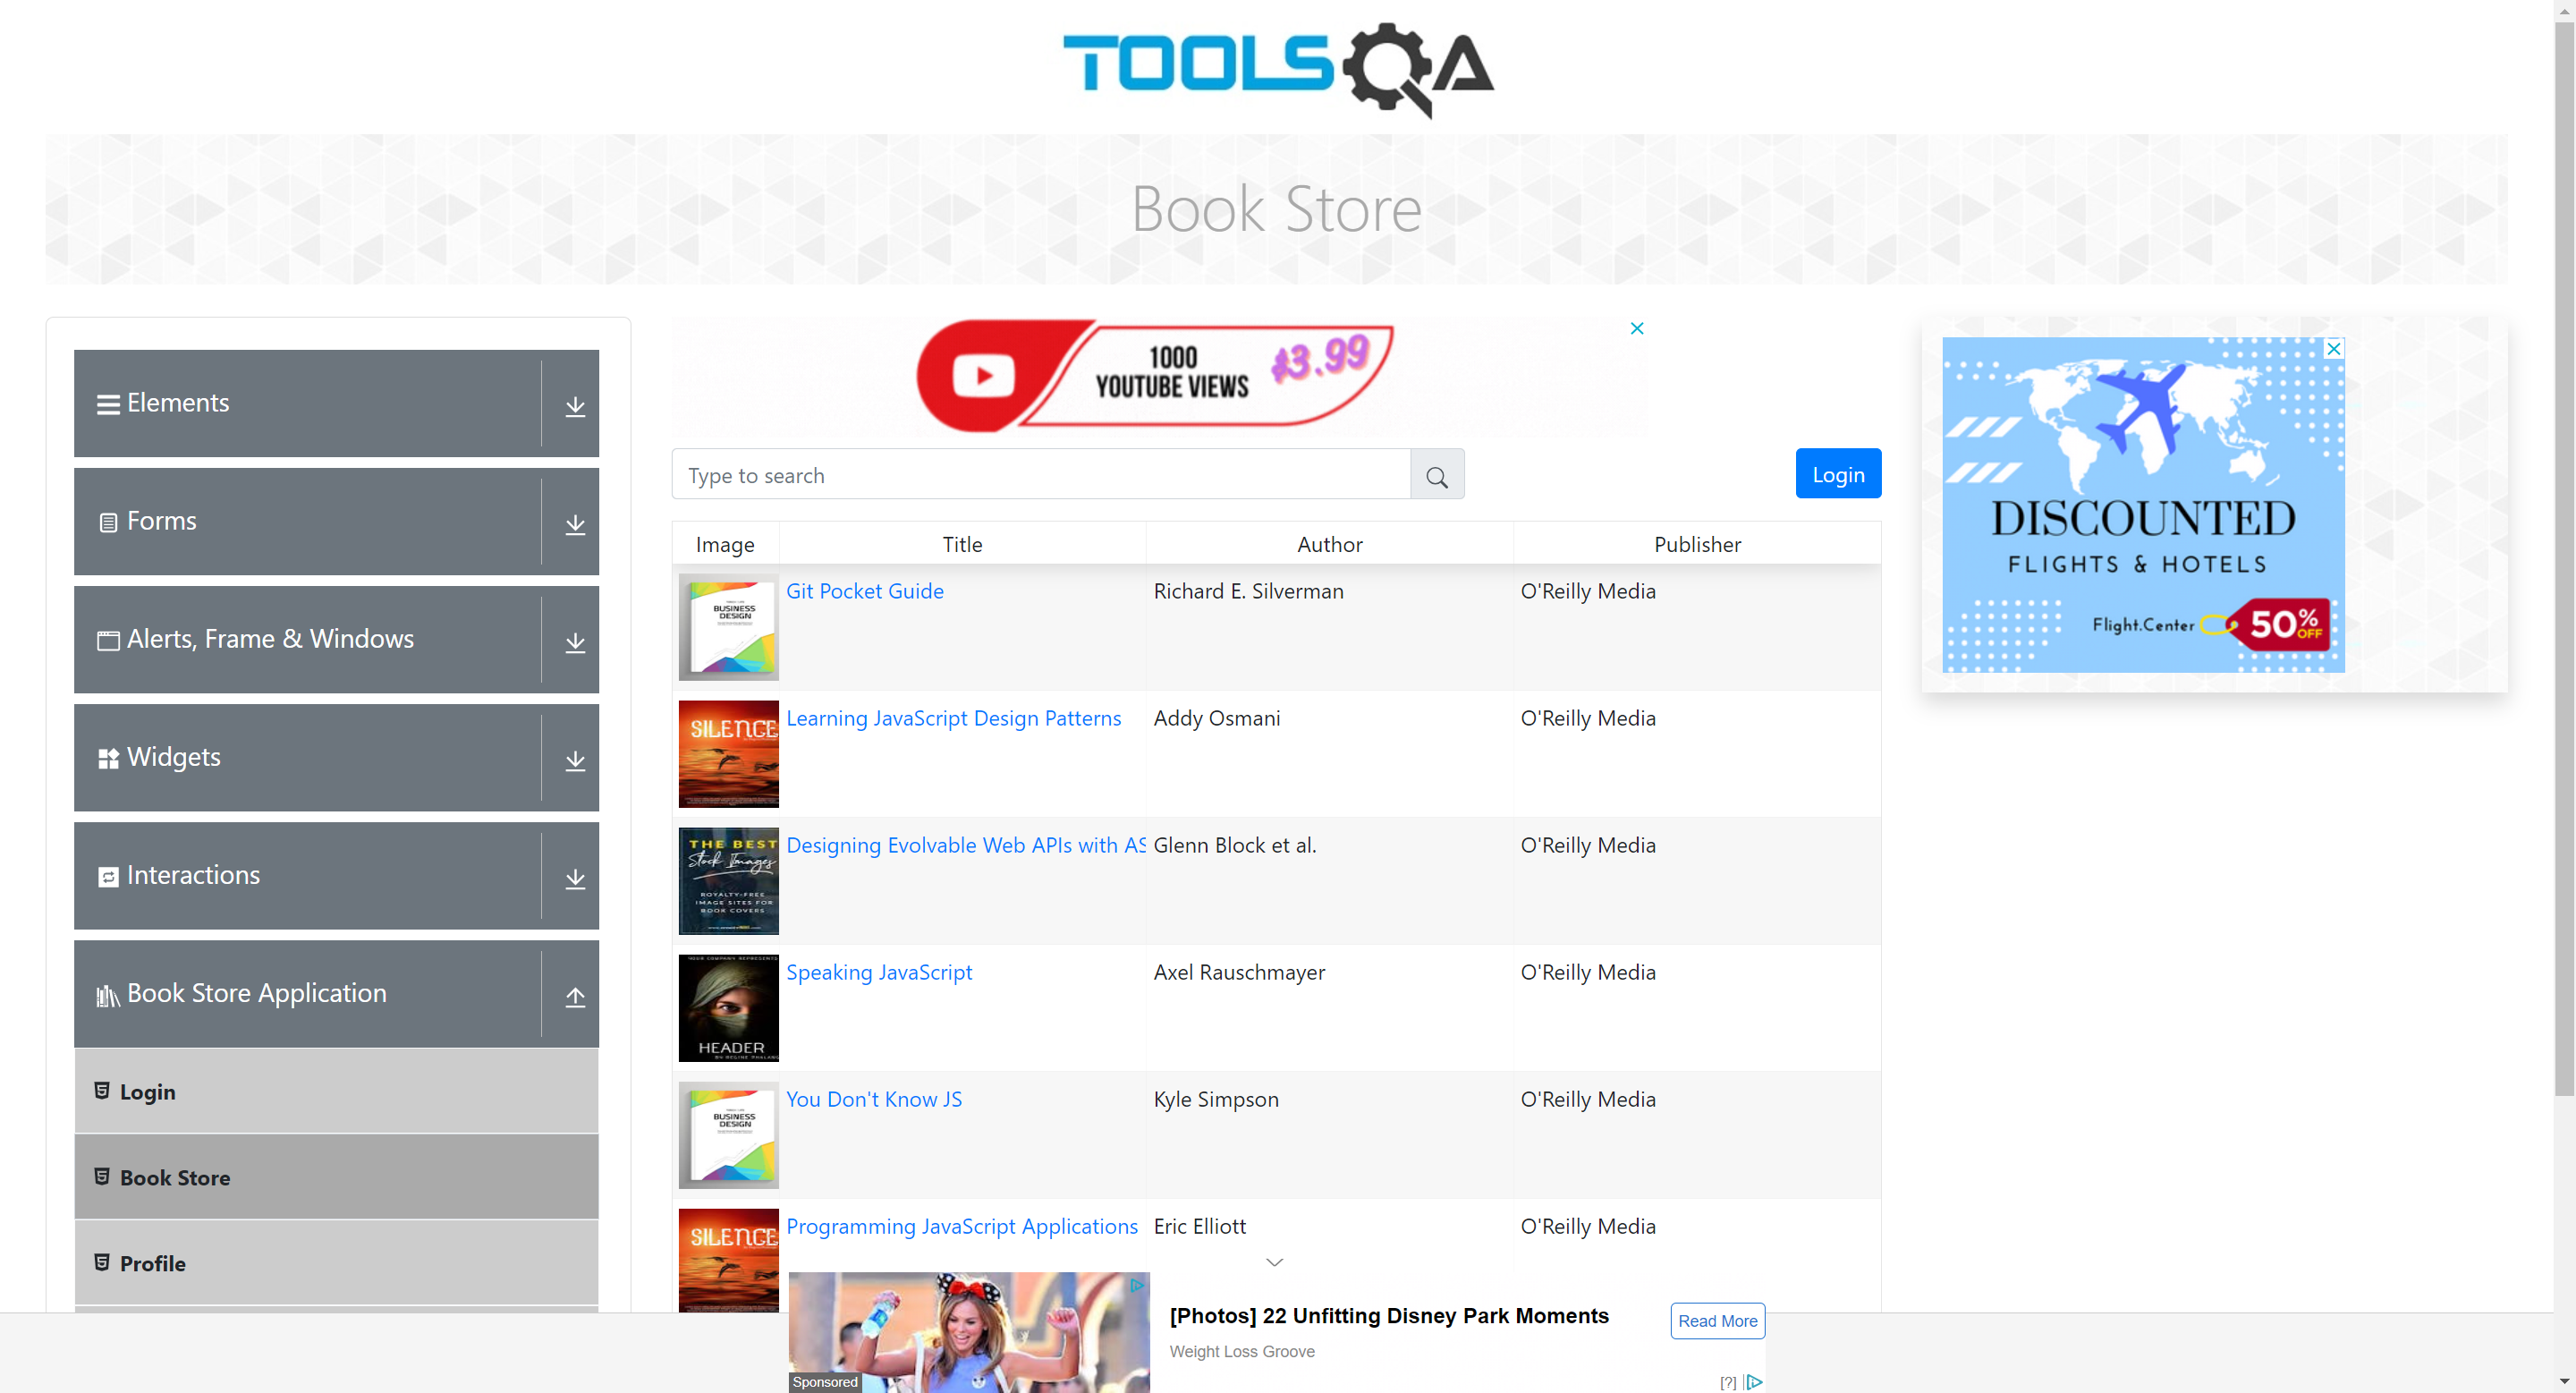 TOOLSQA
Book Store
Elements
Forms
Alerts, Frame & Windows
Widgets
Interactions
Book Store Application
Login
Book Store
Profile
1000
YOUTUBE VIEWS
$3.99
Type to search
Login
Image Title Author Publisher
BUSINESS
DESIGN
Git Pocket Guide Richard E. Silverman O'Reilly Media
SILENCE
Learning JavaScript Design Patterns Addy Osmani O'Reilly Media
THE BEST
Stock Images
ROYALTY-FREE
IMAGE SITES FOR
BOOK COVERS
Designing Evolvable Web APIs with AS Glenn Block et al. O'Reilly Media
YOUR COMPANY REPRESENTS
HEADER
Speaking JavaScript Axel Rauschmayer O'Reilly Media
BUSINESS
DESIGN
You Don't Know JS Kyle Simpson O'Reilly Media
SILENCE
Programming JavaScript Applications Eric Elliott O'Reilly Media
DISCOUNTED
FLIGHTS & HOTELS
Flight.Center
50% OFF
Sponsored
[Photos] 22 Unfitting Disney Park Moments
Weight Loss Groove
Read More
[?]